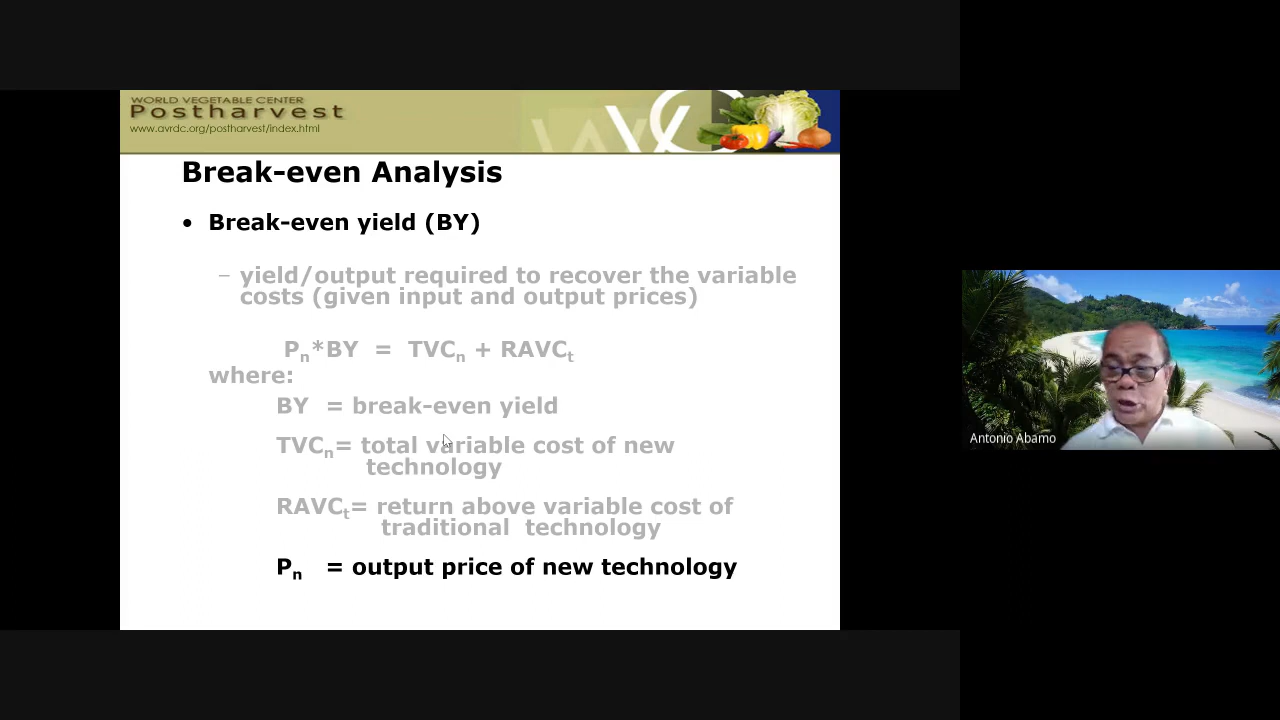 WORLD VEGETABLE CENTER
Postharvest
www.avrdc.org/postharvest/index.html
Break-even Analysis
• Break-even yield (BY)
– yield/output required to recover the variable
costs (given input and output prices)
Pn*BY = TVCn + RAVCt
where:
BY = break-even yield
TVCn= total variable cost of new
technology
RAVCt= return above variable cost of
traditional technology
Pn = output price of new technology
Antonio Abamo